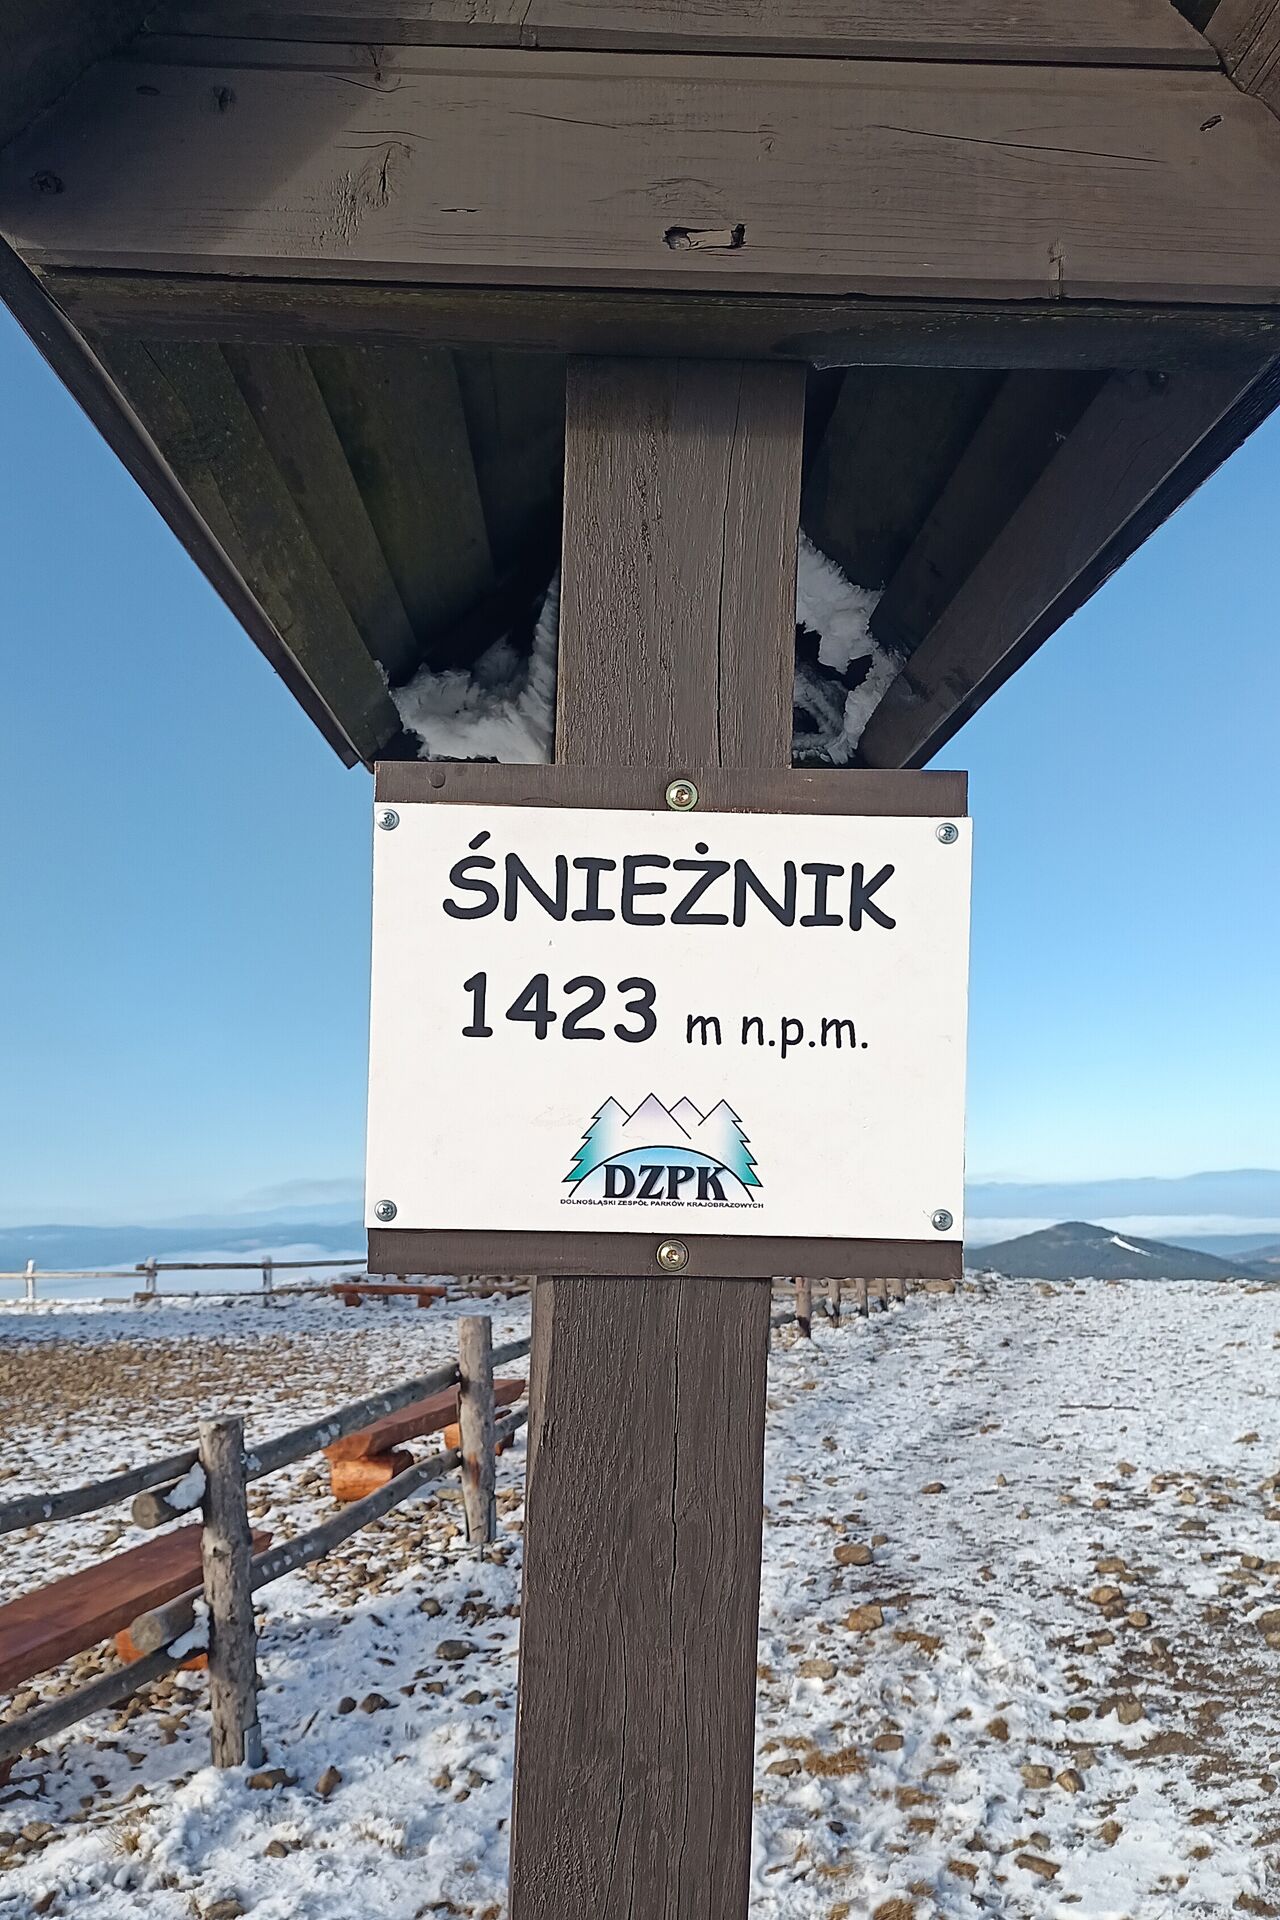 ŚNIEŻNIK
1423 m n.p.m.
DZPK
DOLNOŚLĄSKI ZESPÓŁ PARKÓW KRAJOBRAZOWYCH